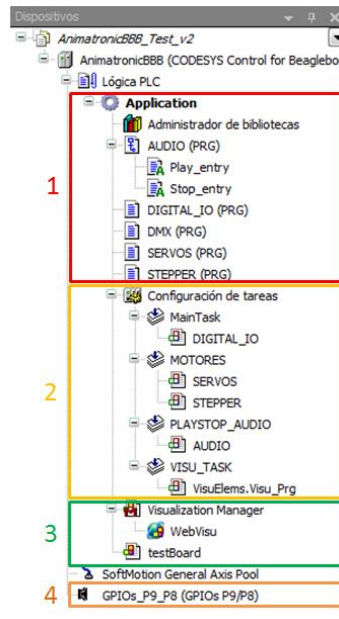 Dispositivos
AnimatronicBBB_Test_v2
AnimatronicBBB (CODESYS Control for Beaglebo
Lógica PLC
Application
Administrador de bibliotecas
AUDIO (PRG)
Play_entry
1
Stop_entry
DIGITAL_IO (PRG)
DMX (PRG)
SERVOS (PRG)
STEPPER (PRG)
Configuración de tareas
MainTask
DIGITAL_IO
MOTORES
2
SERVOS
STEPPER
PLAYSTOP_AUDIO
AUDIO
VISU_TASK
VisuElems.Visu_Prg
Visualization Manager
3
WebVisu
testBoard
SoftMotion General Axis Pool
4
GPIOs_P9_P8 (GPIOs P9/P8)